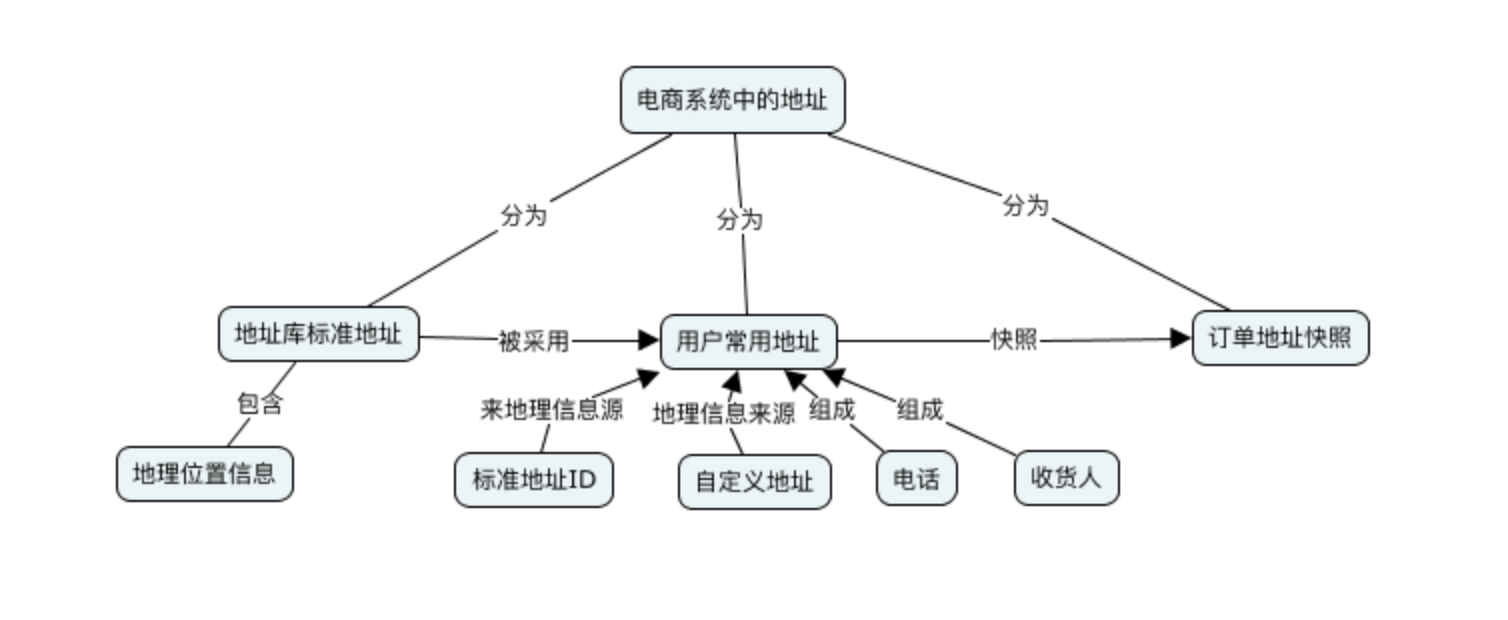 电商系统中的地址
分为
分为
分为
地址库标准地址
被采用
用户常用地址
快照
订单地址快照
包含
来地理信息源
地理信息来源
组成
组成
地理位置信息
标准地址ID
自定义地址
电话
收货人